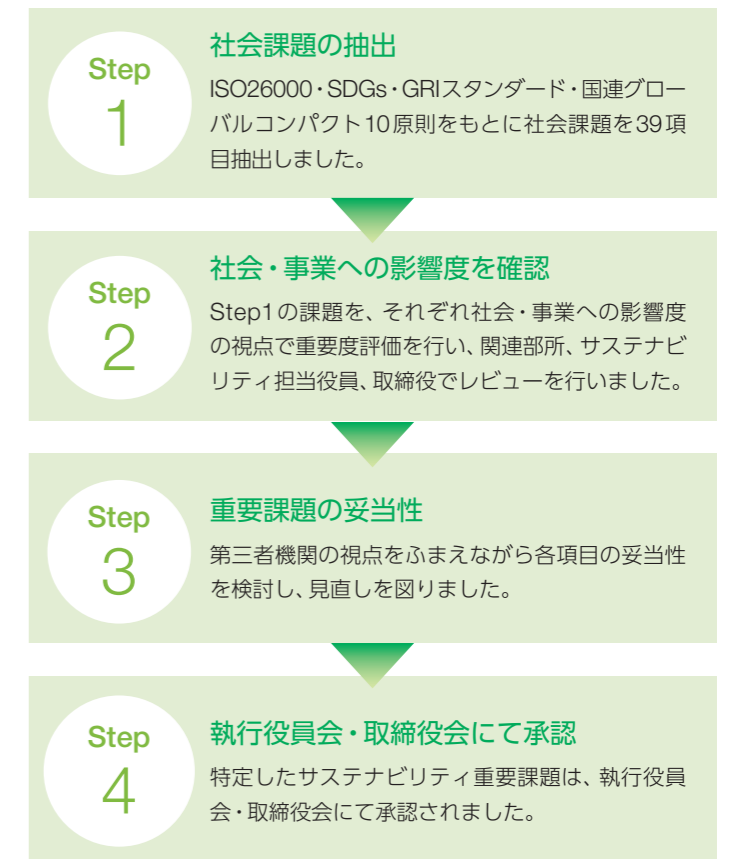 Step
1
社会課題の抽出
ISO26000・SDGs・GRIスタンダード・国連グロー
バルコンパクト10原則をもとに社会課題を39項
目抽出しました。
Step
2
社会・事業への影響度を確認
Step1の課題を、それぞれ社会・事業への影響度
の視点で重要度評価を行い、関連部所、サステナビ
リティ担当役員、取締役でレビューを行いました。
Step
3
重要課題の妥当性
第三者機関の視点をふまえながら各項目の妥当性
を検討し、見直しを図りました。
Step
4
執行役員会・取締役会にて承認
特定したサステナビリティ重要課題は、執行役員
会・取締役会にて承認されました。